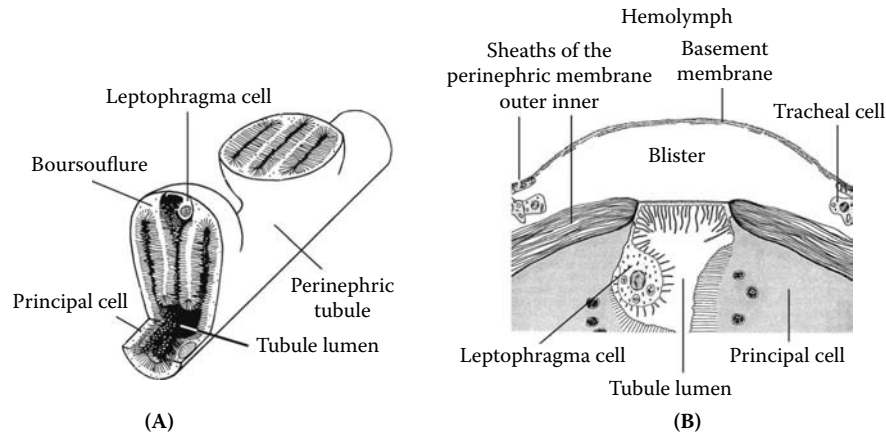 Leptophragma cell
Boursouflure
Principal cell
Perinephric
tubule
Tubule lumen
(A)
Hemolymph
Sheaths of the
perinephric membrane
outer inner
Basement
membrane
Tracheal cell
Blister
Leptophragma cell
Principal cell
Tubule lumen
(B)